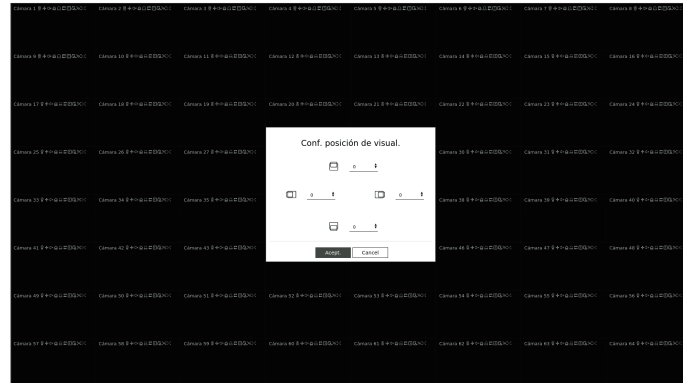 Cámara 1 Cámara 2 Cámara 3 Cámara 4 Cámara 5 Cámara 6 Cámara 7 Cámara 8
Cámara 9 Cámara 10 Cámara 11 Cámara 12 Cámara 13 Cámara 14 Cámara 15 Cámara 16
Cámara 17 Cámara 18 Cámara 19 Cámara 20 Cámara 21 Cámara 22 Cámara 23 Cámara 24
Conf. posición de visual.
Cámara 25 Cámara 26 Cámara 27 Cámara 30 Cámara 31 Cámara 32
0
0 0
Cámara 33 Cámara 34 Cámara 35 Cámara 38 Cámara 39 Cámara 40
0
Cámara 41 Cámara 42 Cámara 43 Cámara 46 Cámara 47 Cámara 48
Acept. Cancel
Cámara 49 Cámara 50 Cámara 51 Cámara 52 Cámara 53 Cámara 54 Cámara 55 Cámara 56
Cámara 57 Cámara 58 Cámara 59 Cámara 60 Cámara 61 Cámara 62 Cámara 63 Cámara 64